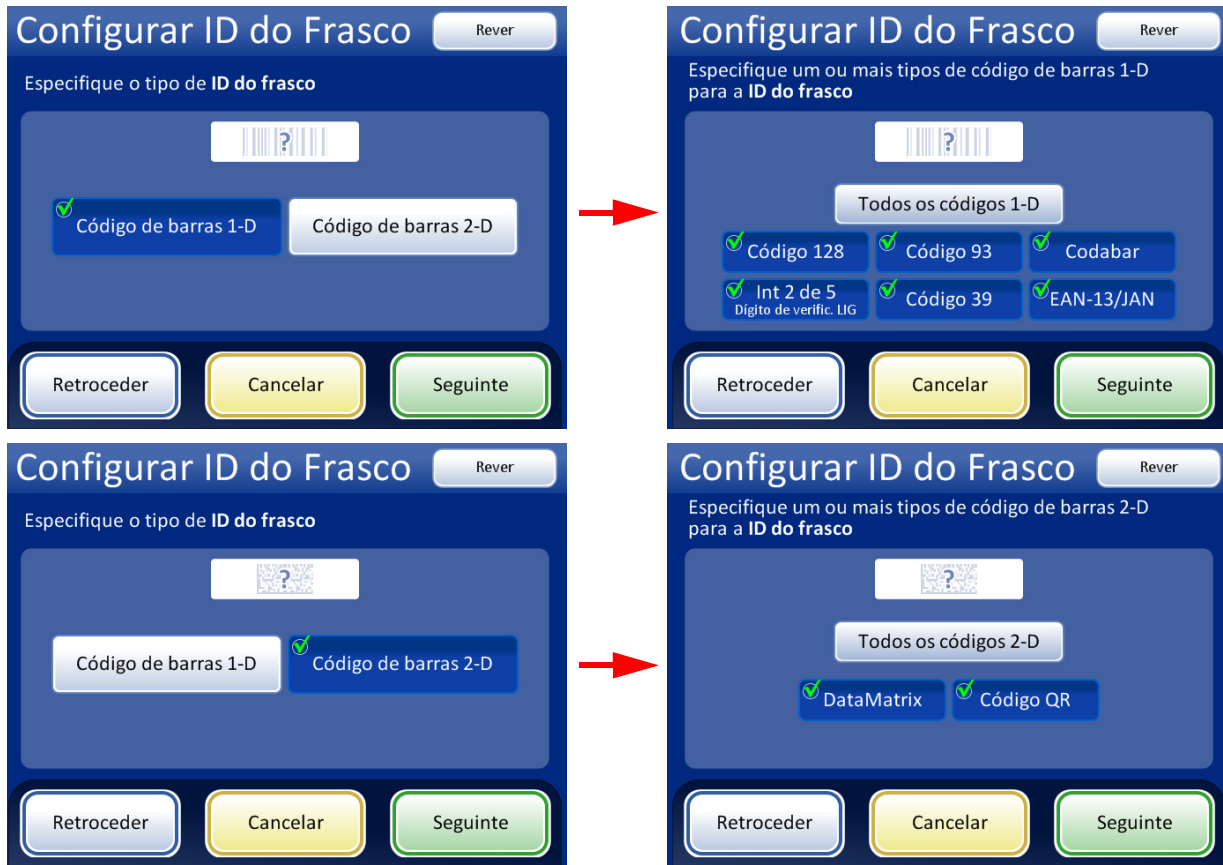 Configurar ID do Frasco
Rever
Especifique o tipo de ID do frasco
?
Código de barras 1-D
Código de barras 2-D
Retroceder
Cancelar
Seguinte
Configurar ID do Frasco
Rever
Especifique um ou mais tipos de código de barras 1-D
para a ID do frasco
?
Todos os códigos 1-D
Código 128
Código 93
Codabar
Int 2 de 5
Dígito de verific. LIG
Código 39
EAN-13/JAN
Retroceder
Cancelar
Seguinte
Configurar ID do Frasco
Rever
Especifique o tipo de ID do frasco
?
Código de barras 1-D
Código de barras 2-D
Retroceder
Cancelar
Seguinte
Configurar ID do Frasco
Rever
Especifique um ou mais tipos de código de barras 2-D
para a ID do frasco
?
Todos os códigos 2-D
DataMatrix
Código QR
Retroceder
Cancelar
Seguinte